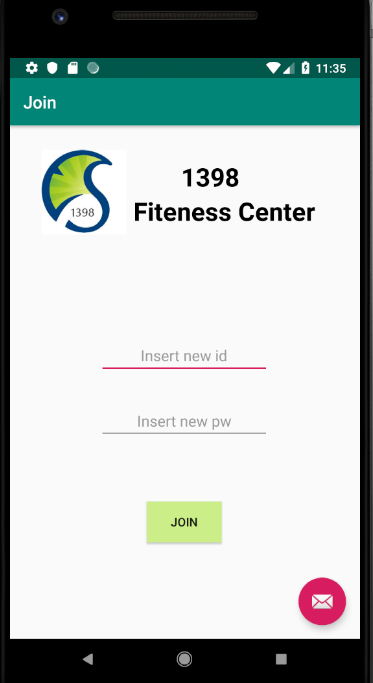 11:35
Join
1398
1398
Fiteness Center
Insert new id
Insert new pw
JOIN